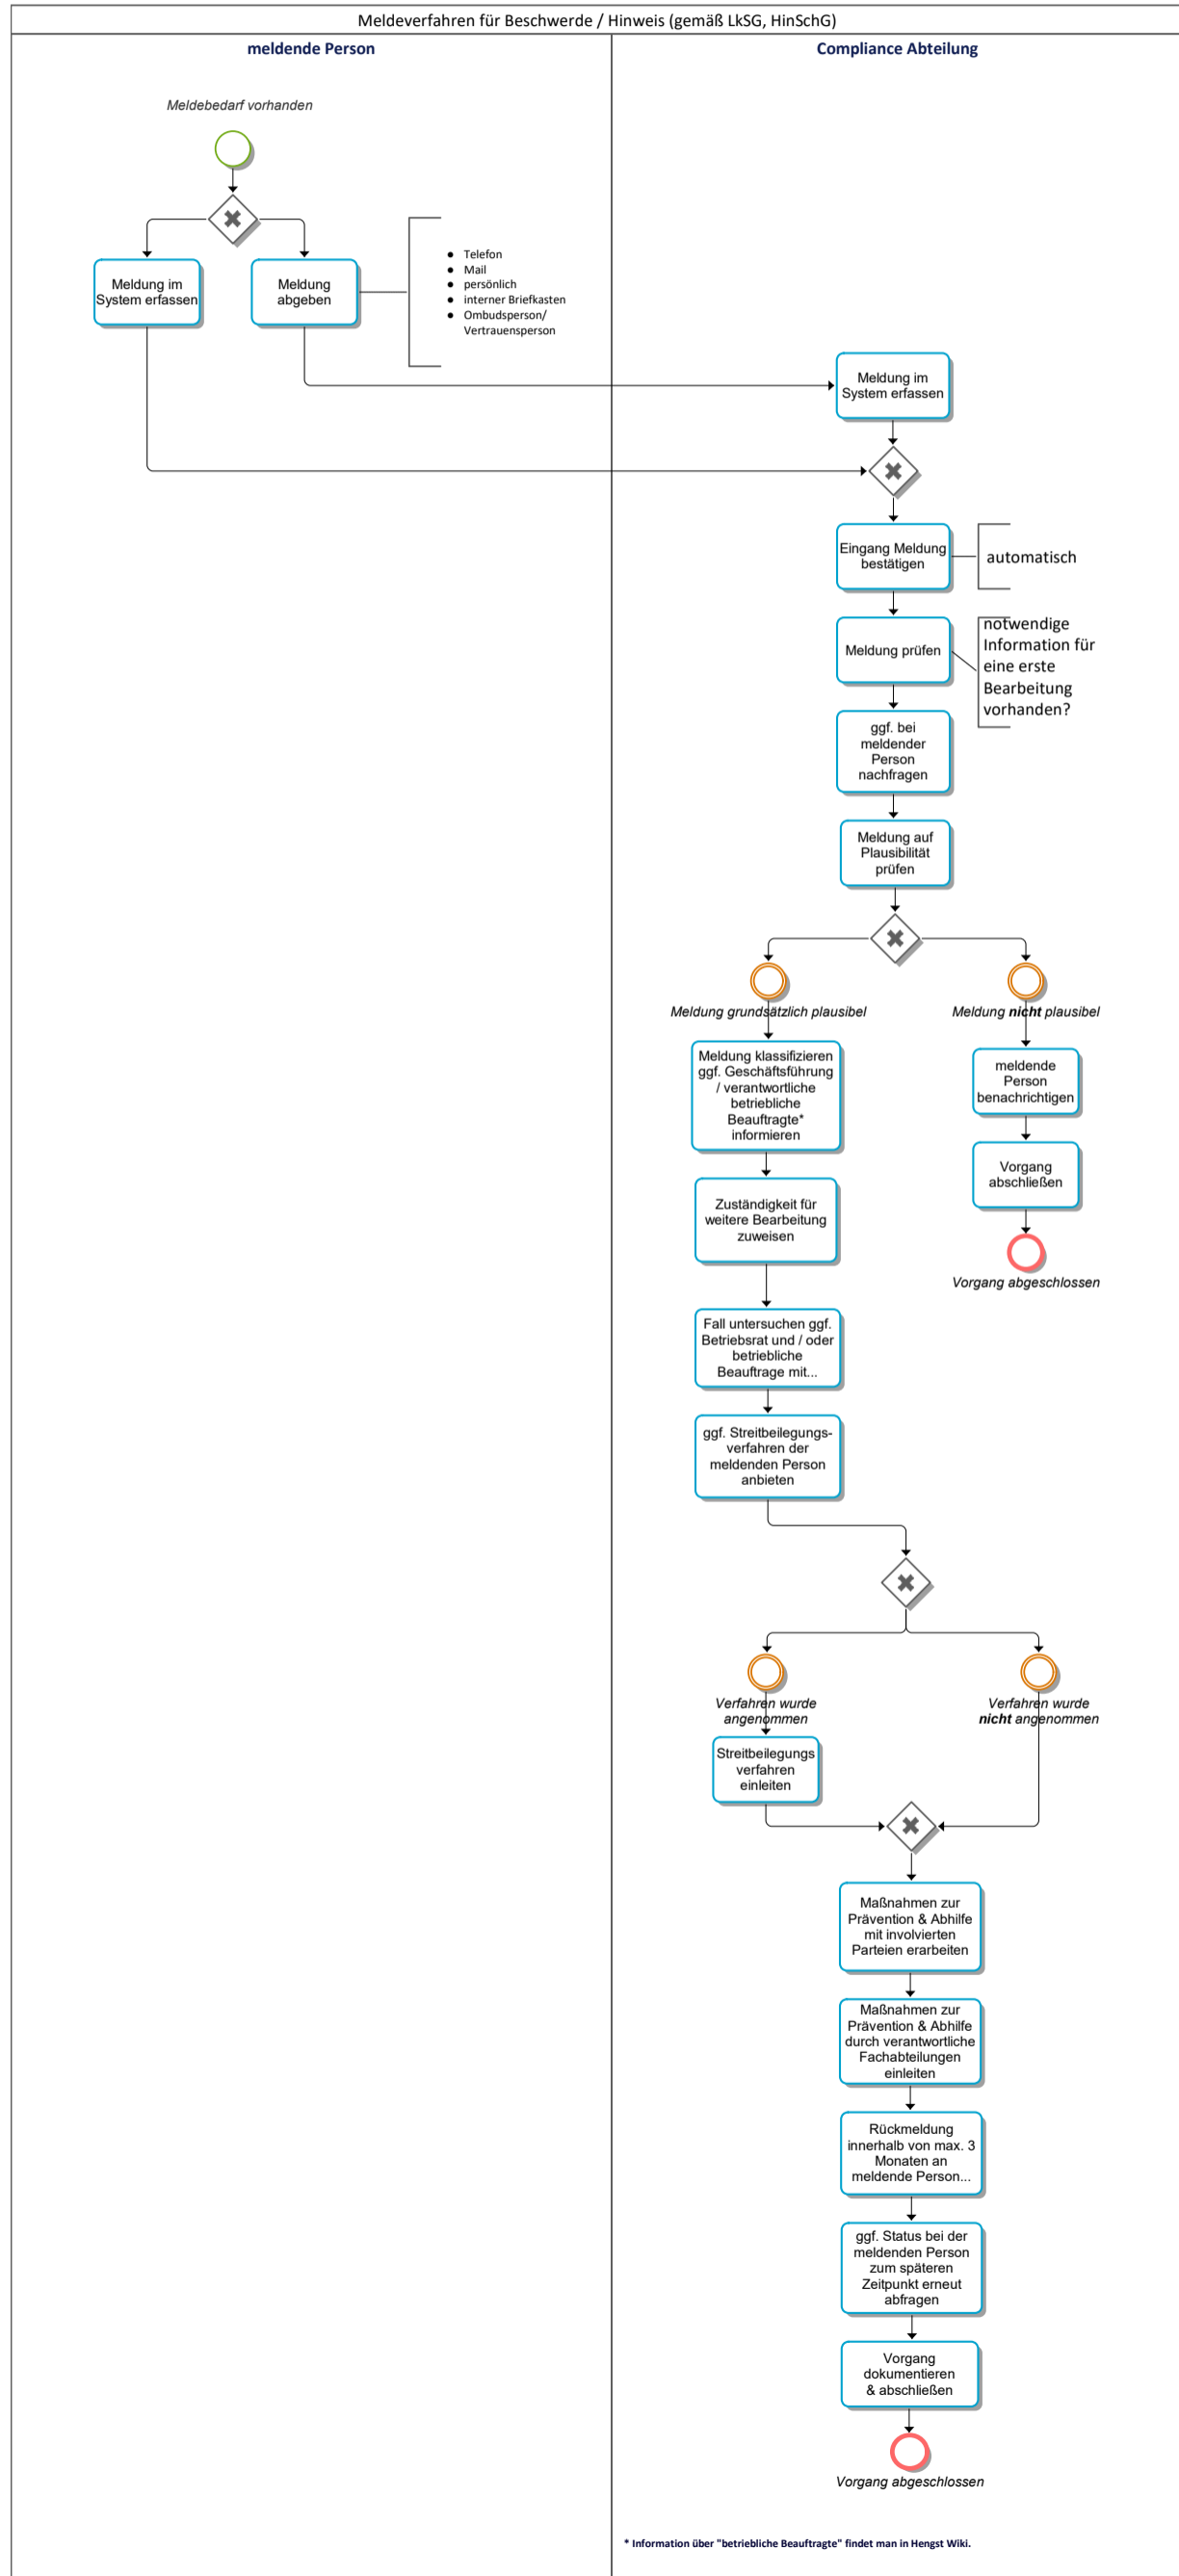 Meldeverfahren für Beschwerde / Hinweis (gemäß LkSG, HinSchG)
meldende Person
Compliance Abteilung
Meldebedarf vorhanden
Meldung im
System erfassen
Meldung
abgeben
● Telefon
● Mail
● persönlich
● interner Briefkasten
● Ombudsperson/
Vertrauensperson
Meldung im
System erfassen
Eingang Meldung
bestätigen
automatisch
Meldung prüfen
notwendige
Information für
eine erste
Bearbeitung
vorhanden?
ggf. bei
meldender
Person
nachfragen
Meldung auf
Plausibilität
prüfen
Meldung grundsätzlich plausibel
Meldung nicht plausibel
Meldung klassifizieren
ggf. Geschäftsführung
/ verantwortliche
betriebliche
Beauftragte*
informieren
meldende
Person
benachrichtigen
Zuständigkeit für
weitere Bearbeitung
zuweisen
Vorgang
abschließen
Vorgang abgeschlossen
Fall untersuchen ggf.
Betriebsrat und / oder
betriebliche
Beauftrage mit...
ggf. Streitbeilegungs-
verfahren der
meldenden Person
anbieten
Verfahren wurde
angenommen
Verfahren wurde
nicht angenommen
Streitbeilegungs
verfahren
einleiten
Maßnahmen zur
Prävention & Abhilfe
mit involvierten
Parteien erarbeiten
Maßnahmen zur
Prävention & Abhilfe
durch verantwortliche
Fachabteilungen
einleiten
Rückmeldung
innerhalb von max. 3
Monaten an
meldende Person...
ggf. Status bei der
meldenden Person
zum späteren
Zeitpunkt erneut
abfragen
Vorgang
dokumentieren
& abschließen
Vorgang abgeschlossen
* Information über "betriebliche Beauftragte" findet man in Hengst Wiki.